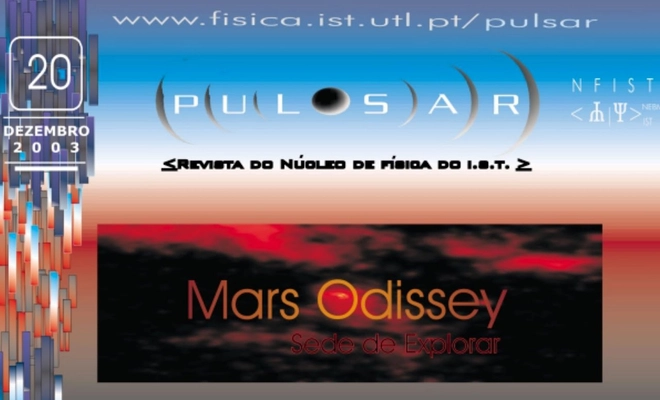 www.fisica.ist.utl.pt/pulsar
20
DEZEMBRO
2003
PULSAR
NFIST
<Revista do Núcleo de física do I.S.T. >
Mars Odissey
Sede de Explorar